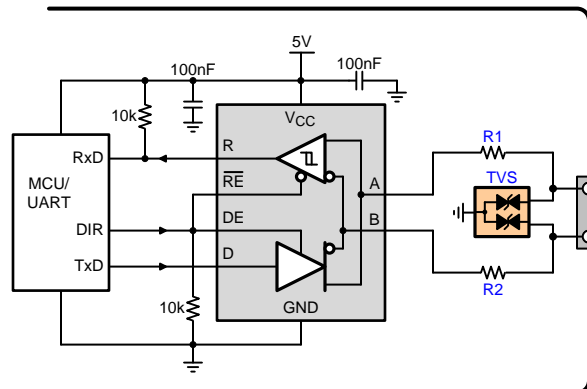 5V
100nF
100nF
10k
VCC
R1
RxD
R
RE
A
TVS
MCU/
UART
B
DIR
DE
TxD
D
10k
GND
R2